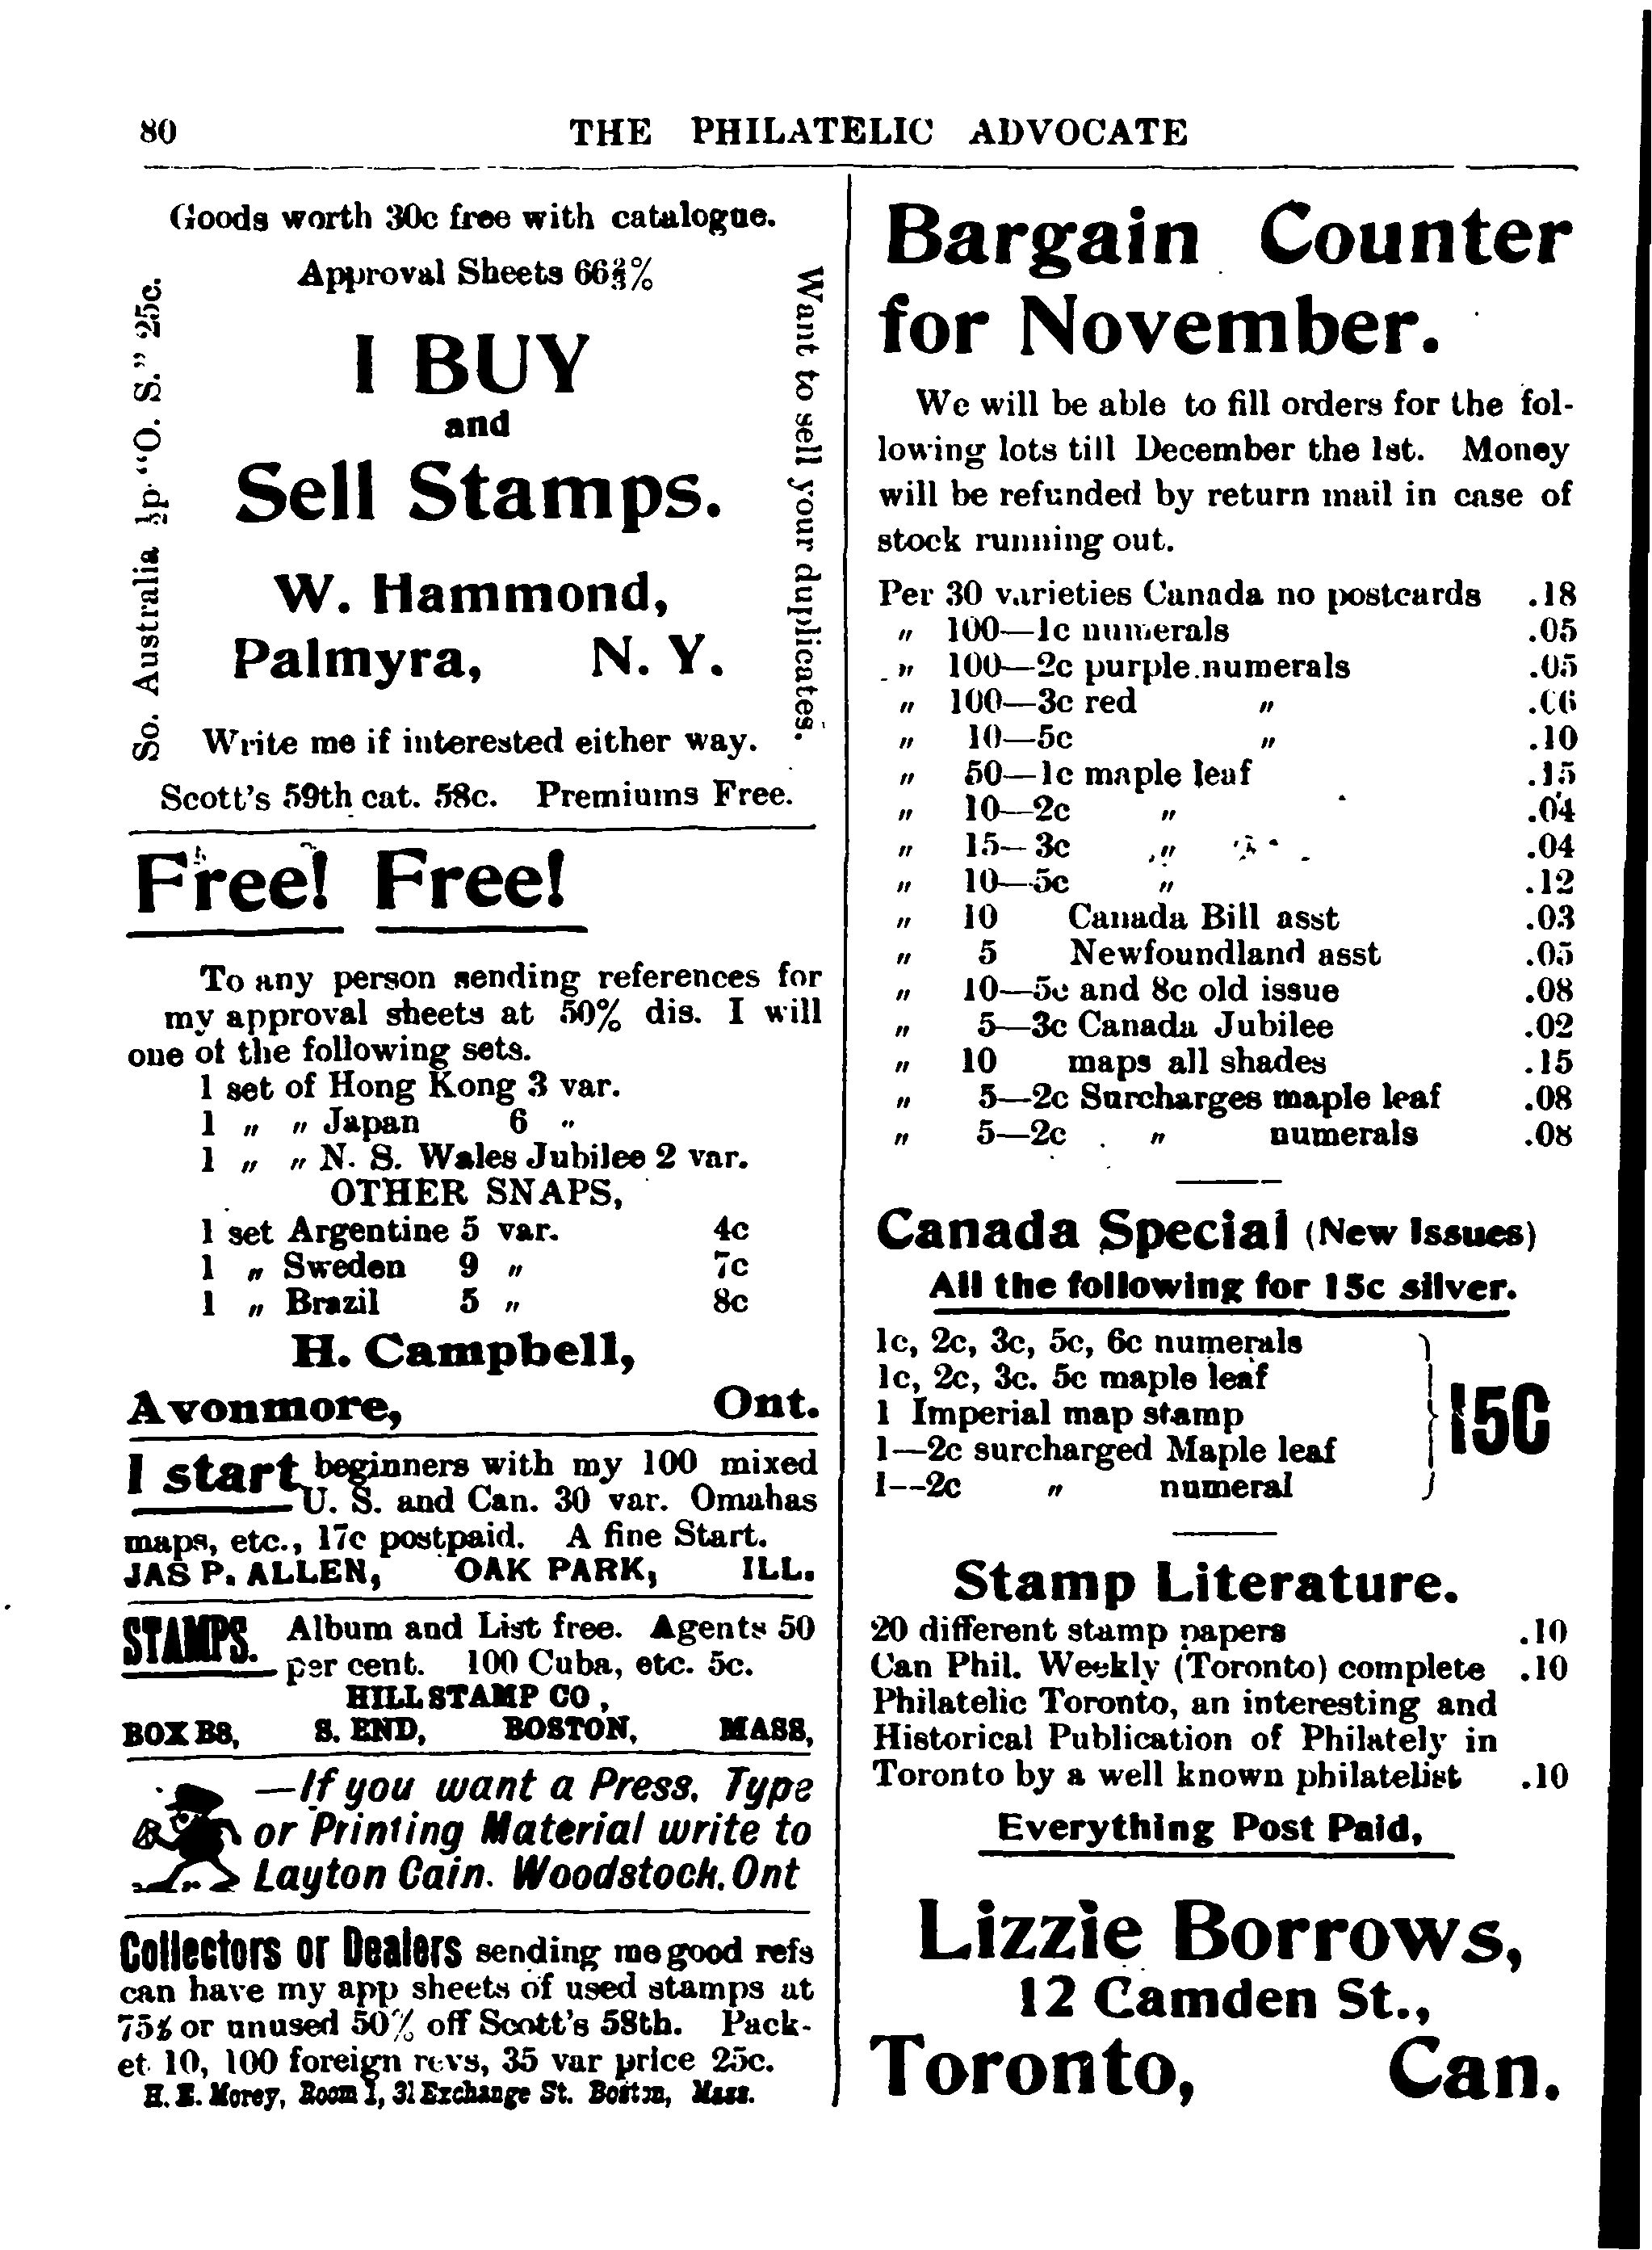 80 THE PHILATELIC ADVOCATE
Goods worth 30c free with catalogue.
Approval Sheets 66⅔%
So. Australia ½p. "O. S." 25c.
I BUY
and
Sell Stamps.
W. Hammond,
Palmyra, N. Y.
Want to sell your duplicates.
Write me if interested either way.
Scott's 59th cat. 58c. Premiums Free.
Free! Free!
To any person sending references for
my approval sheets at 50% dis. I will
one of the following sets.
1 set of Hong Kong 3 var.
1 " " Japan 6 "
1 " " N. S. Wales Jubilee 2 var.
OTHER SNAPS,
1 set Argentine 5 var. 4c
1 " Sweden 9 " 7c
1 " Brazil 5 " 8c
H. Campbell,
Avonmore, Ont.
I start beginners with my 100 mixed
U. S. and Can. 30 var. Omahas
maps, etc., 17c postpaid. A fine Start.
JAS P. ALLEN, OAK PARK, ILL.
STAMPS. Album and List free. Agents 50
per cent. 100 Cuba, etc. 5c.
HILL STAMP CO,
BOX B8, S. END, BOSTON, MASS,
—If you want a Press, Type
or Printing Material write to
Layton Cain. Woodstock, Ont
Collectors or Dealers sending me good refs
can have my app sheets of used stamps at
75% or unused 50% off Scott's 58th. Pack-
et 10, 100 foreign revs, 35 var price 25c.
H. E. Morey, Room 1, 31 Exchange St. Boston, Mass.
Bargain Counter
for November.
We will be able to fill orders for the fol-
lowing lots till December the 1st. Money
will be refunded by return mail in case of
stock running out.
Per 30 varieties Canada no postcards .18
" 100—1c numerals .05
" 100—2c purple numerals .05
" 100—3c red " .06
" 10—5c " .10
" 50—1c maple leaf .15
" 10—2c " .04
" 15—3c " .04
" 10—5c " .12
" 10 Canada Bill asst .03
" 5 Newfoundland asst .05
" 10—5c and 8c old issue .08
" 5—3c Canada Jubilee .02
" 10 maps all shades .15
" 5—2c Surcharges maple leaf .08
" 5—2c " numerals .08
Canada Special (New Issues)
All the following for 15c silver.
1c, 2c, 3c, 5c, 6c numerals
1c, 2c, 3c. 5c maple leaf
1 Imperial map stamp
1—2c surcharged Maple leaf
1--2c " numeral
15C
Stamp Literature.
20 different stamp papers .10
Can Phil. Weekly (Toronto) complete .10
Philatelic Toronto, an interesting and
Historical Publication of Philately in
Toronto by a well known philatelist .10
Everything Post Paid,
Lizzie Borrows,
12 Camden St.,
Toronto, Can.